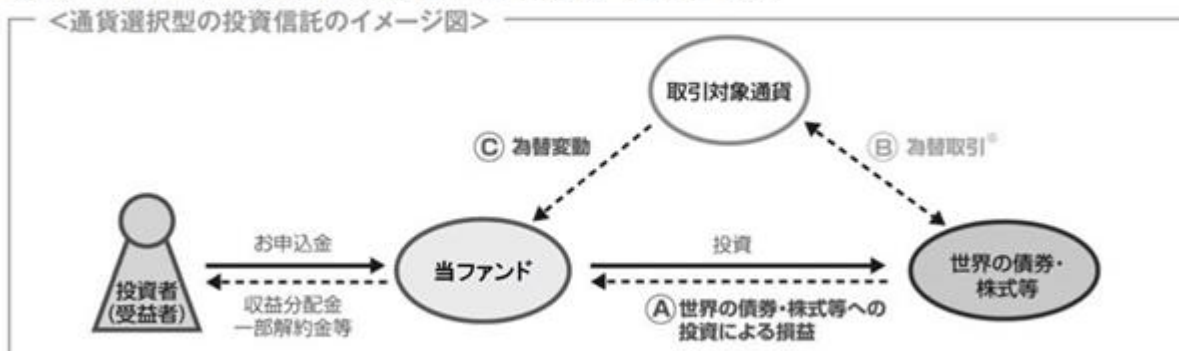 <通貨選択型の投資信託のイメージ図>
取引対象通貨
Ⓒ 為替変動
Ⓑ 為替取引※
お申込金
投資
投資者
(受益者)
当ファンド
世界の債券・
株式等
収益分配金
一部解約金等
Ⓐ 世界の債券・株式等への
投資による損益